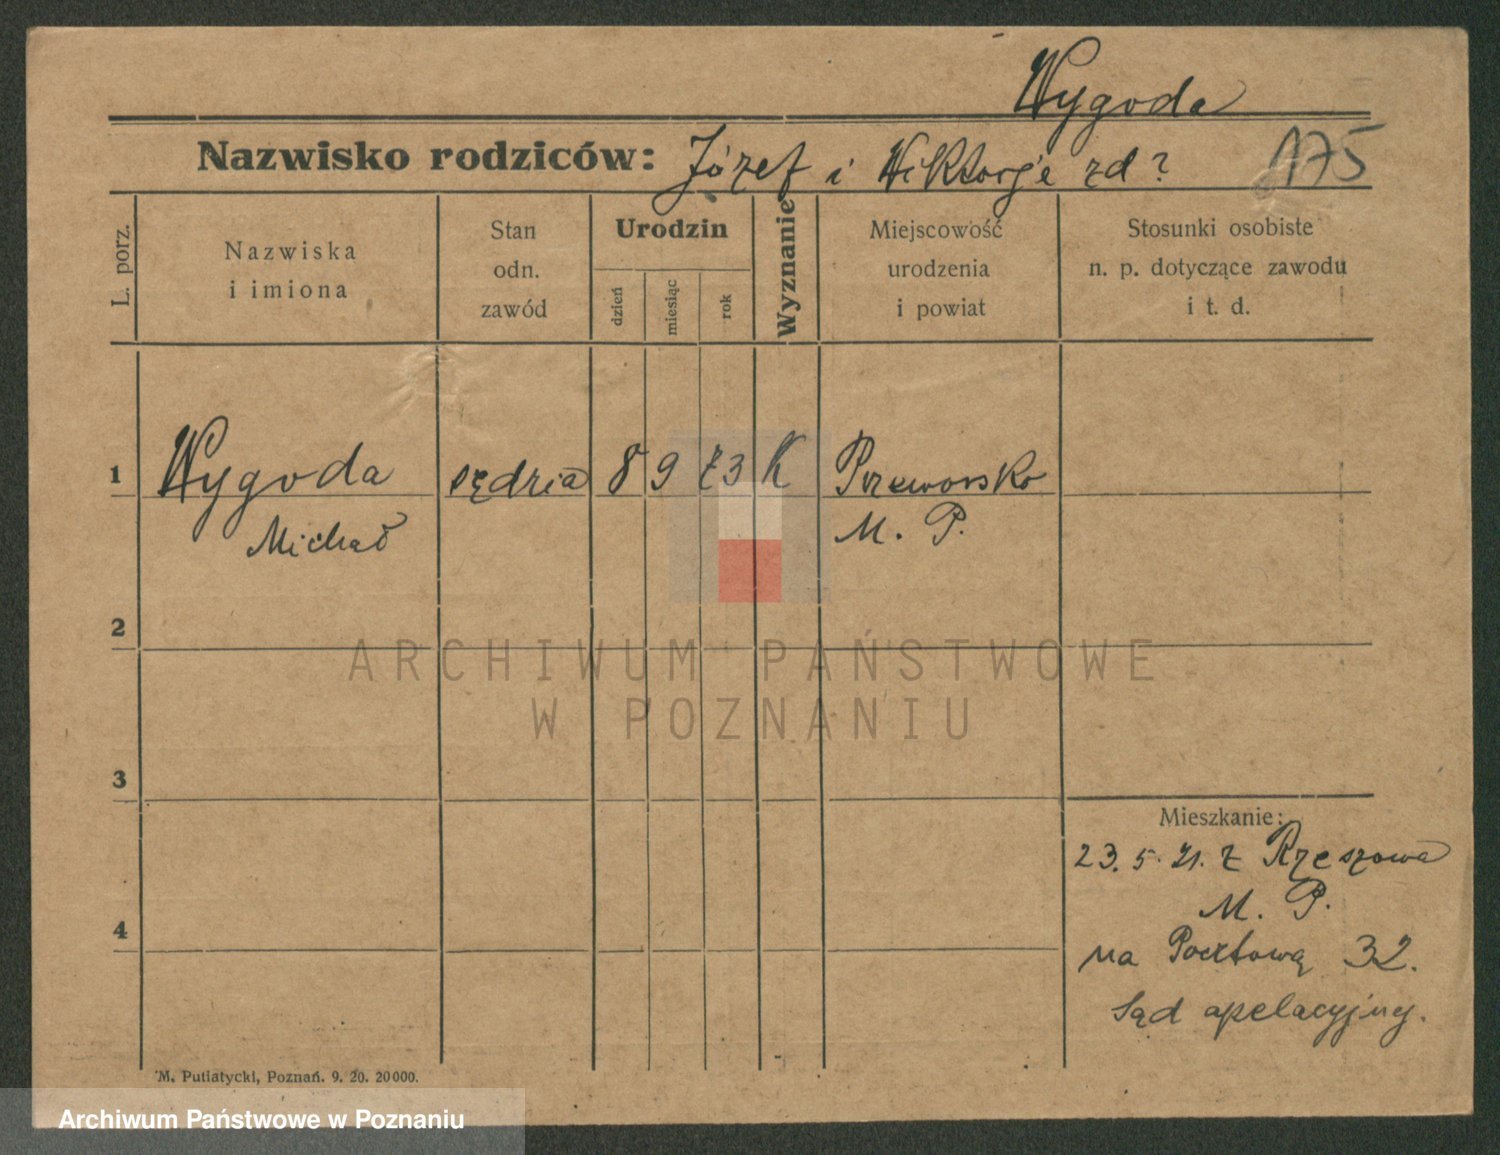 Wygoda
Nazwisko rodziców: Józef i Wiktorje zd? 175
L. porz.
Nazwiska
i imiona
Stan
odn.
zawód
Urodzin
dzień
miesiąc
rok
Wyznanie
Miejscowość
urodzenia
i powiat
Stosunki osobiste
n. p. dotyczące zawodu
i t. d.
1 Wygoda sędzia 8 9 73 K Przeworsko
Michał M. P.
2
3
4
Mieszkanie:
23. 5. 21. z Rzeszowa
M. P.
na Pocztową 32.
Sąd apelacyjny.
M. Putiatycki, Poznań. 9. 20. 20000.
ARCHIWUM PAŃSTWOWE
W POZNANIU
Archiwum Państwowe w Poznaniu